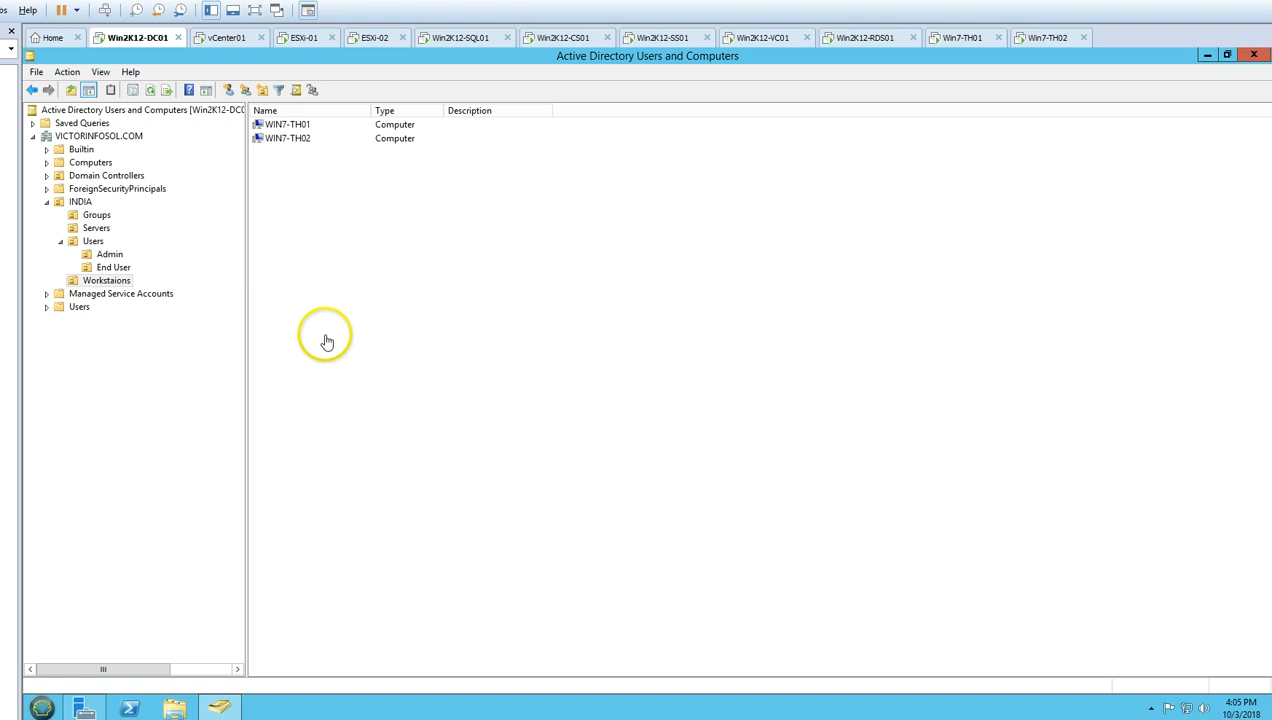 bs Help
Home Win2K12-DC01 vCenter01 ESXi-01 ESXi-02 Win2K12-SQL01 Win2K12-CS01 Win2K12-SS01 Win2K12-VC01 Win2K12-RDS01 Win7-TH01 Win7-TH02
Active Directory Users and Computers
File Action View Help
Active Directory Users and Computers [Win2K12-DC0
Name Type Description
Saved Queries
WIN7-TH01 Computer
VICTORINFOSOL.COM
WIN7-TH02 Computer
Builtin
Computers
Domain Controllers
ForeignSecurityPrincipals
INDIA
Groups
Servers
Users
Admin
End User
Workstaions
Managed Service Accounts
Users
4:05 PM
10/3/2018